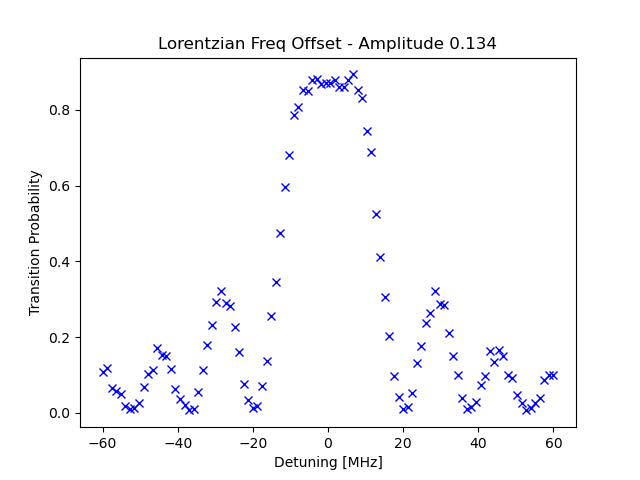 Lorentzian Freq Offset - Amplitude 0.134
Transition Probability
0.8
0.6
0.4
0.2
0.0
−60 −40 −20 0 20 40 60
Detuning [MHz]